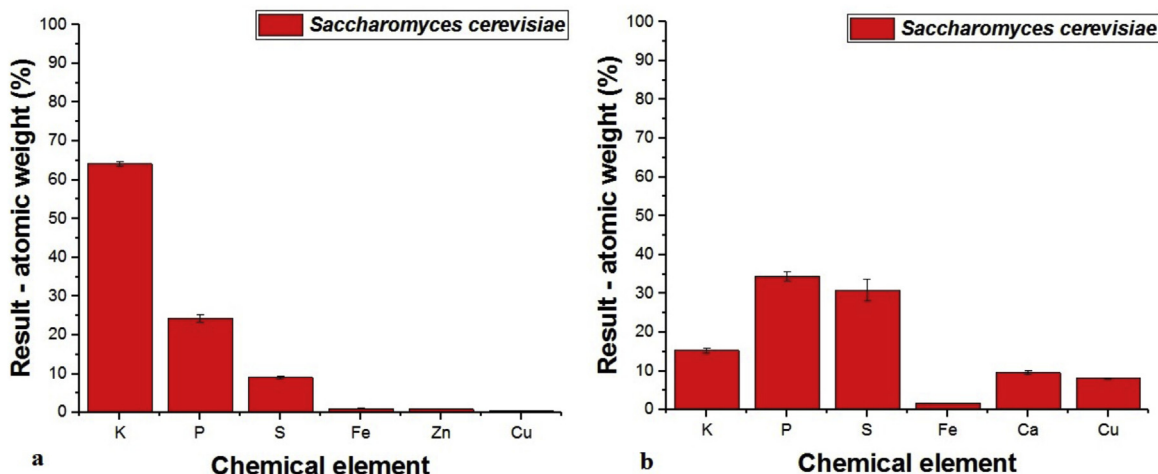 Saccharomyces cerevisiae
Result - atomic weight (%)
100
90
80
70
60
50
40
30
20
10
0
K P S Fe Zn Cu
Chemical element
a
Saccharomyces cerevisiae
Result - atomic weight (%)
100
90
80
70
60
50
40
30
20
10
0
K P S Fe Ca Cu
Chemical element
b